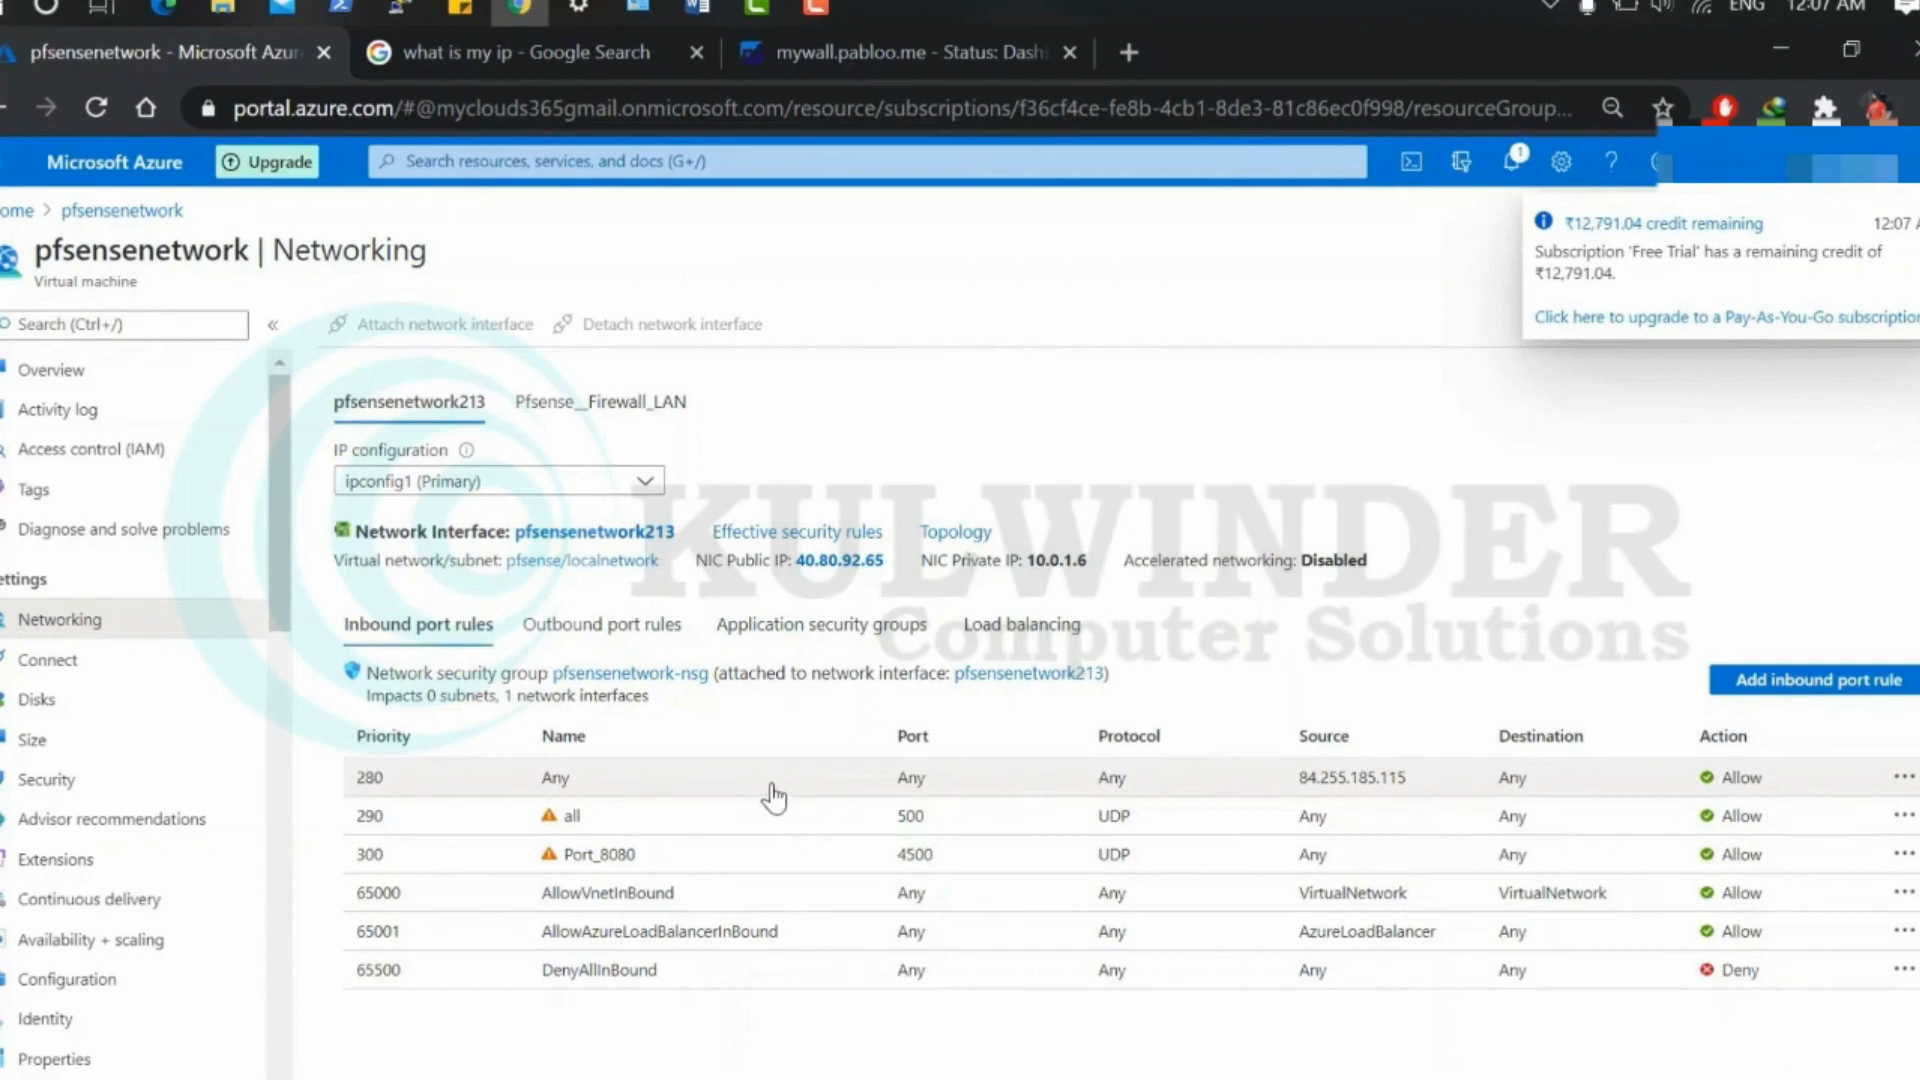 ENG 12:07 AM
pfsensenetwork - Microsoft Azur
what is my ip - Google Search
mywall.pabloo.me - Status: Dash
portal.azure.com/#@myclouds365gmail.onmicrosoft.com/resource/subscriptions/f36cf4ce-fe8b-4cb1-8de3-81c86ec0f998/resourceGroup...
Microsoft Azure
Upgrade
Search resources, services, and docs (G+/)
1
ome > pfsensenetwork
pfsensenetwork | Networking
Virtual machine
₹12,791.04 credit remaining
12:07 A
Subscription 'Free Trial' has a remaining credit of
₹12,791.04.
Click here to upgrade to a Pay-As-You-Go subscription
Search (Ctrl+/)
«
Attach network interface
Detach network interface
Overview
Activity log
Access control (IAM)
Tags
Diagnose and solve problems
ettings
Networking
Connect
Disks
Size
Security
Advisor recommendations
Extensions
Continuous delivery
Availability + scaling
Configuration
Identity
Properties
pfsensenetwork213
Pfsense__Firewall_LAN
IP configuration
ipconfig1 (Primary)
Network Interface: pfsensenetwork213 Effective security rules Topology
Virtual network/subnet: pfsense/localnetwork NIC Public IP: 40.80.92.65 NIC Private IP: 10.0.1.6 Accelerated networking: Disabled
KULWINDER
Computer Solutions
Inbound port rules Outbound port rules Application security groups Load balancing
Network security group pfsensenetwork-nsg (attached to network interface: pfsensenetwork213)
Impacts 0 subnets, 1 network interfaces
Add inbound port rule
Priority Name Port Protocol Source Destination Action
280 Any Any Any 84.255.185.115 Any Allow ...
290 all 500 UDP Any Any Allow ...
300 Port_8080 4500 UDP Any Any Allow ...
65000 AllowVnetInBound Any Any VirtualNetwork VirtualNetwork Allow ...
65001 AllowAzureLoadBalancerInBound Any Any AzureLoadBalancer Any Allow ...
65500 DenyAllInBound Any Any Any Any Deny ...